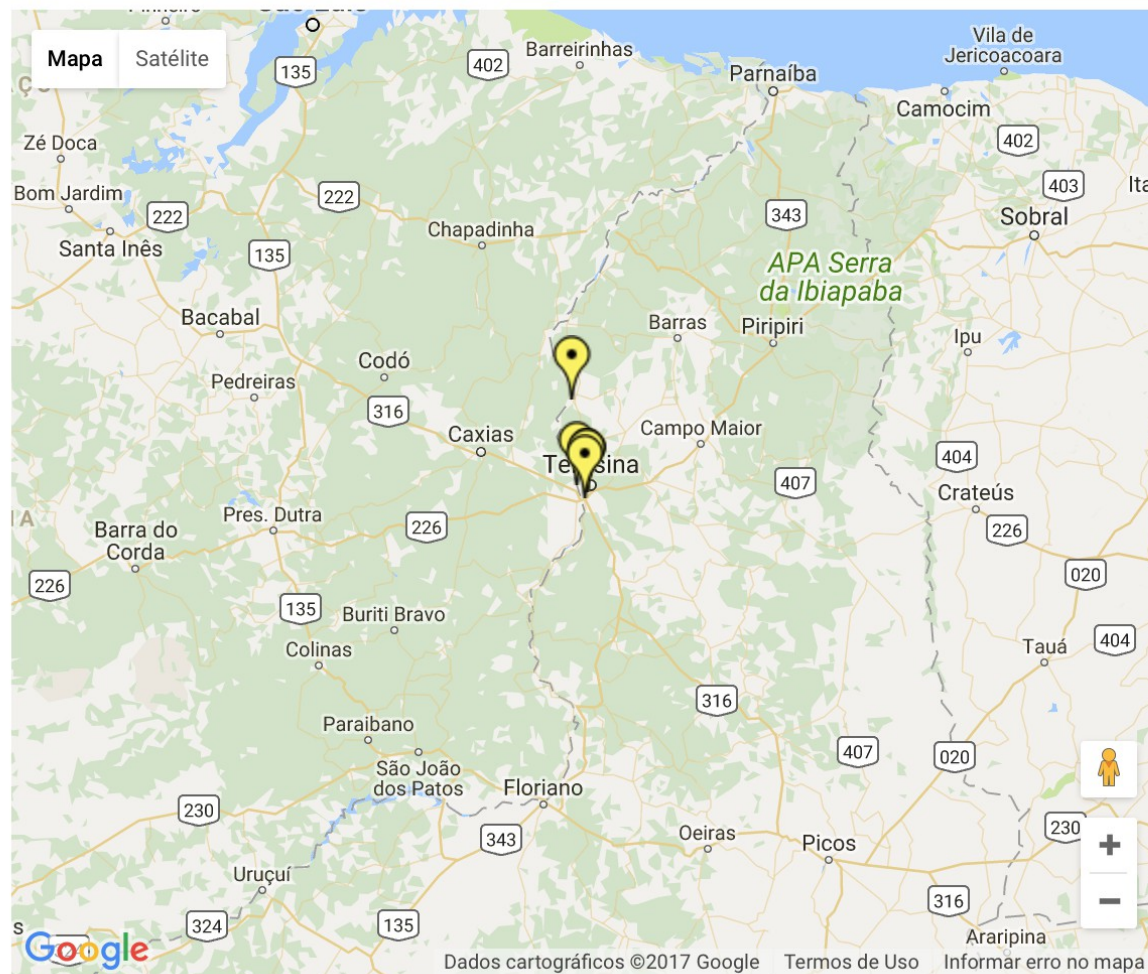 Mapa
Satélite
135
402
Barreirinhas
Parnaíba
Vila de
Jericoacoara
Camocim
402
Zé Doca
Bom Jardim
222
222
Santa Inês
135
Chapadinha
343
403
Sobral
APA Serra
da Ibiapaba
Bacabal
Barras
Piripiri
Ipu
Codó
Pedreiras
316
Caxias
Campo Maior
Teresina
404
407
Crateús
Pres. Dutra
226
226
Barra do
Corda
226
020
135
Buriti Bravo
Colinas
Tauá
404
316
Paraibano
São João
dos Patos
407
020
Floriano
230
343
Oeiras
Picos
230
Uruçuí
324
135
316
Araripina
+
−
Google
Dados cartográficos ©2017 Google
Termos de Uso
Informar erro no mapa